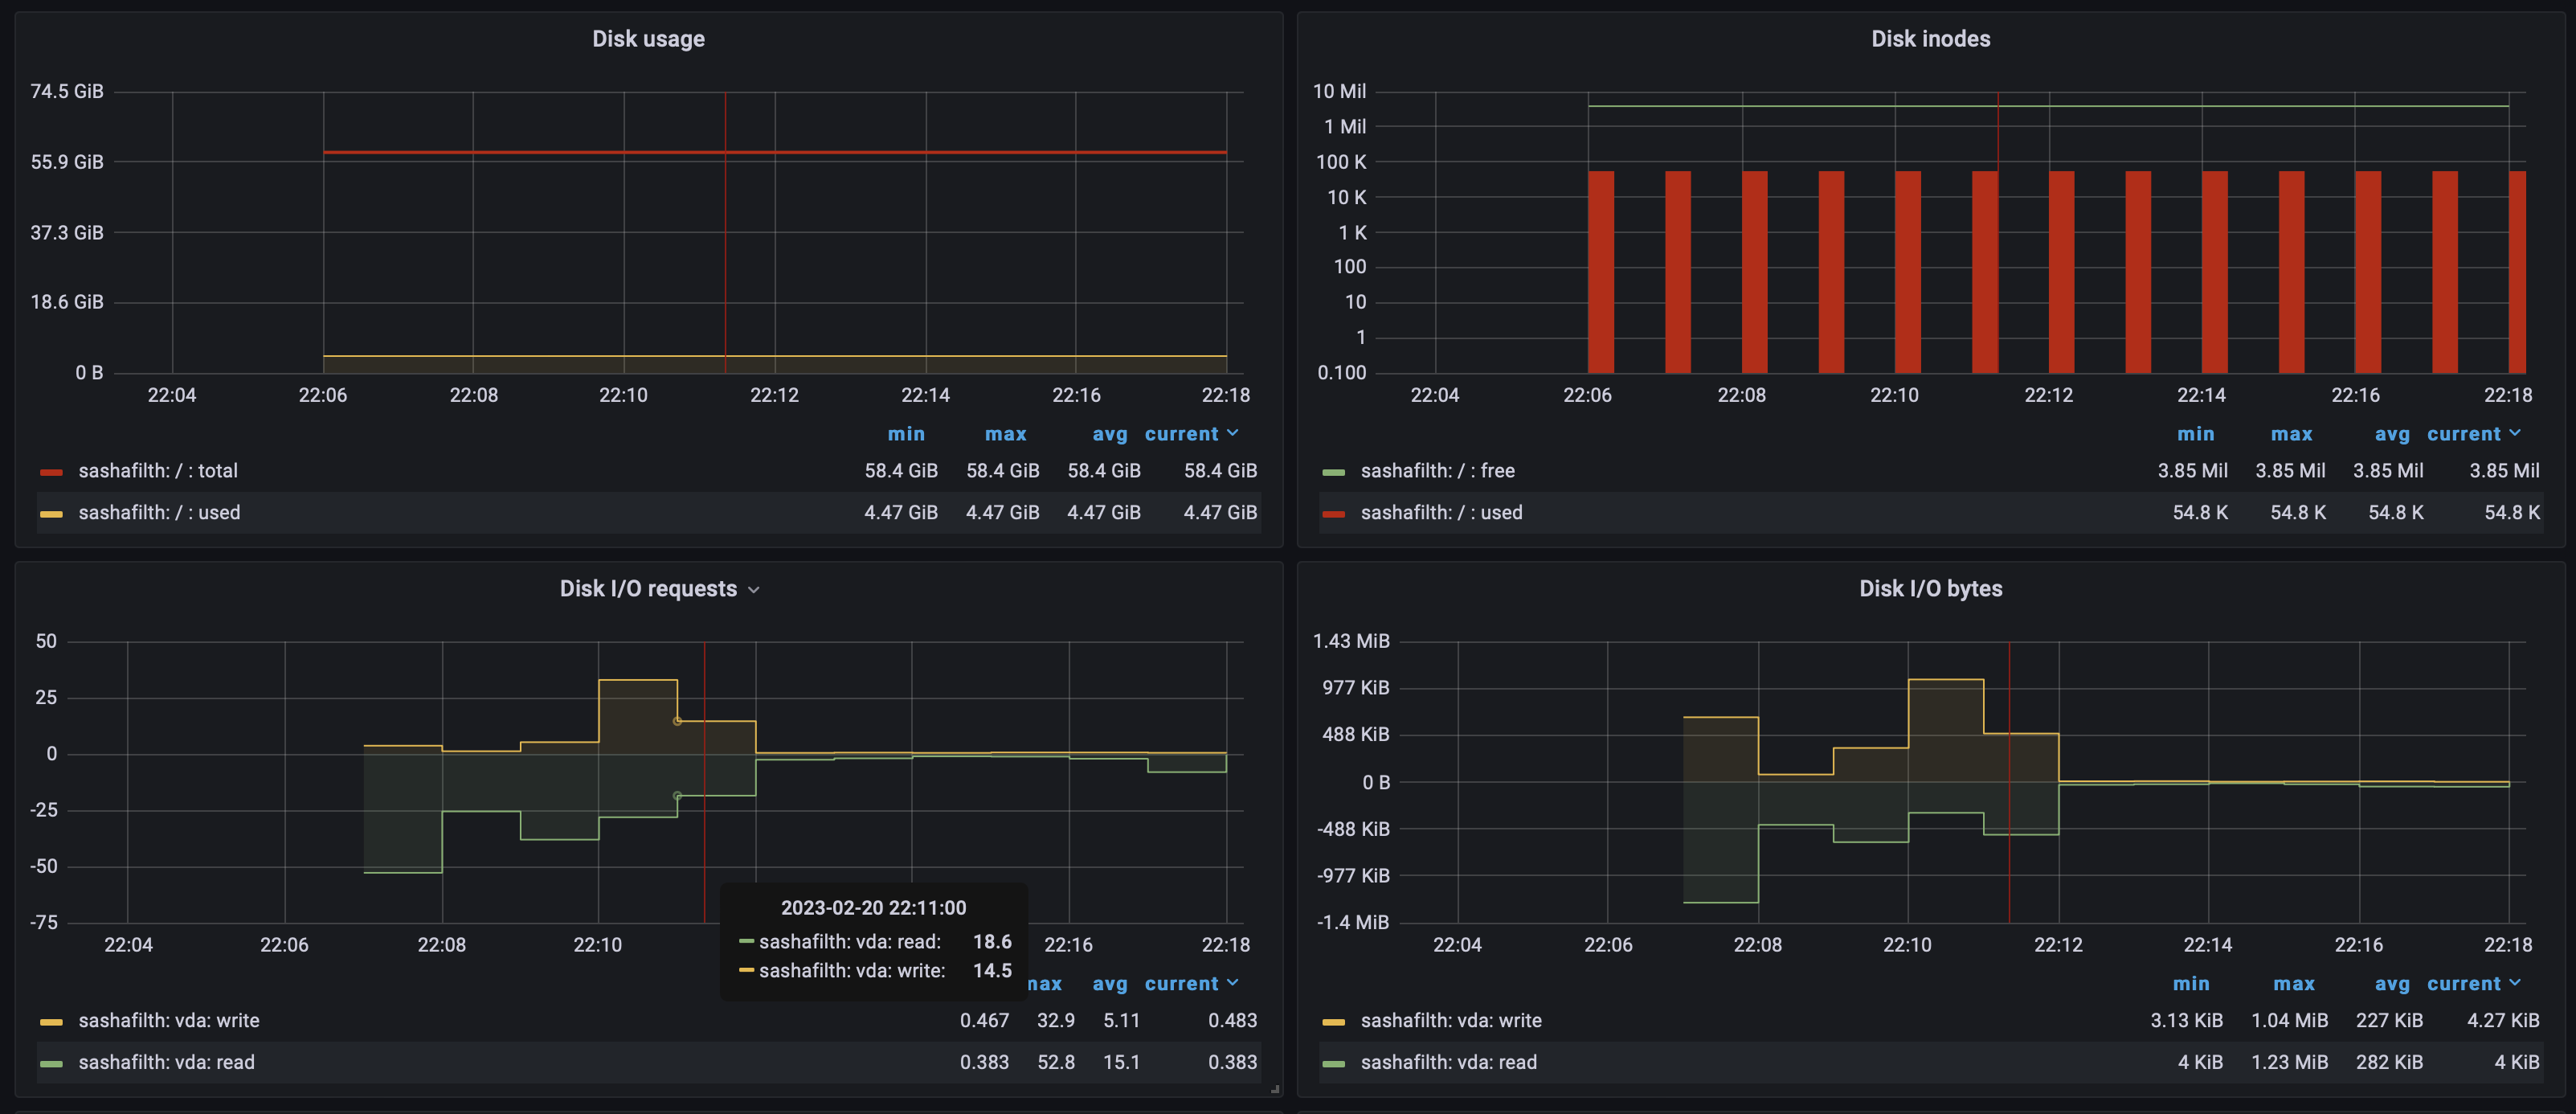 Disk usage
74.5 GiB
55.9 GiB
37.3 GiB
18.6 GiB
0 B
22:04 22:06 22:08 22:10 22:12 22:14 22:16 22:18
min max avg current
sashafilth: / : total 58.4 GiB 58.4 GiB 58.4 GiB 58.4 GiB
sashafilth: / : used 4.47 GiB 4.47 GiB 4.47 GiB 4.47 GiB
Disk inodes
10 Mil
1 Mil
100 K
10 K
1 K
100
10
1
0.100
22:04 22:06 22:08 22:10 22:12 22:14 22:16 22:18
min max avg current
sashafilth: / : free 3.85 Mil 3.85 Mil 3.85 Mil 3.85 Mil
sashafilth: / : used 54.8 K 54.8 K 54.8 K 54.8 K
Disk I/O requests
50
25
0
-25
-50
-75
22:04 22:06 22:08 22:10 22:16 22:18
2023-02-20 22:11:00
sashafilth: vda: read: 18.6
sashafilth: vda: write: 14.5
max avg current
sashafilth: vda: write 0.467 32.9 5.11 0.483
sashafilth: vda: read 0.383 52.8 15.1 0.383
Disk I/O bytes
1.43 MiB
977 KiB
488 KiB
0 B
-488 KiB
-977 KiB
-1.4 MiB
22:04 22:06 22:08 22:10 22:12 22:14 22:16 22:18
min max avg current
sashafilth: vda: write 3.13 KiB 1.04 MiB 227 KiB 4.27 KiB
sashafilth: vda: read 4 KiB 1.23 MiB 282 KiB 4 KiB